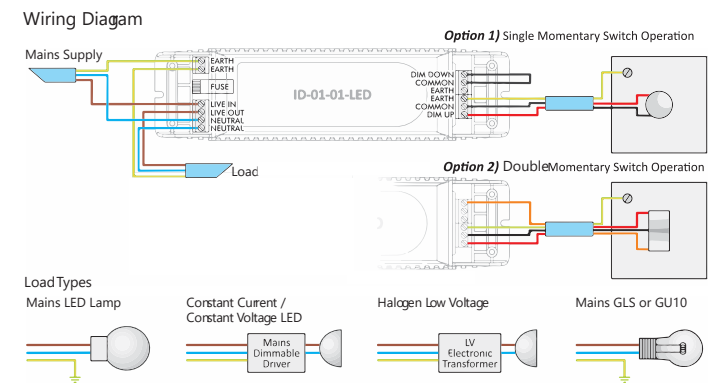 Wiring Diagram
Option 1) Single Momentary Switch Operation
Mains Supply
EARTH
EARTH
FUSE
LIVE IN
LIVE OUT
NEUTRAL
NEUTRAL
ID-01-01-LED
DIM DOWN
COMMON
EARTH
EARTH
COMMON
DIM UP
Load
Option 2) Double Momentary Switch Operation
Load Types
Mains LED Lamp
Constant Current /
Constant Voltage LED
Halogen Low Voltage
Mains GLS or GU10
Mains
Dimmable
Driver
LV
Electronic
Transformer